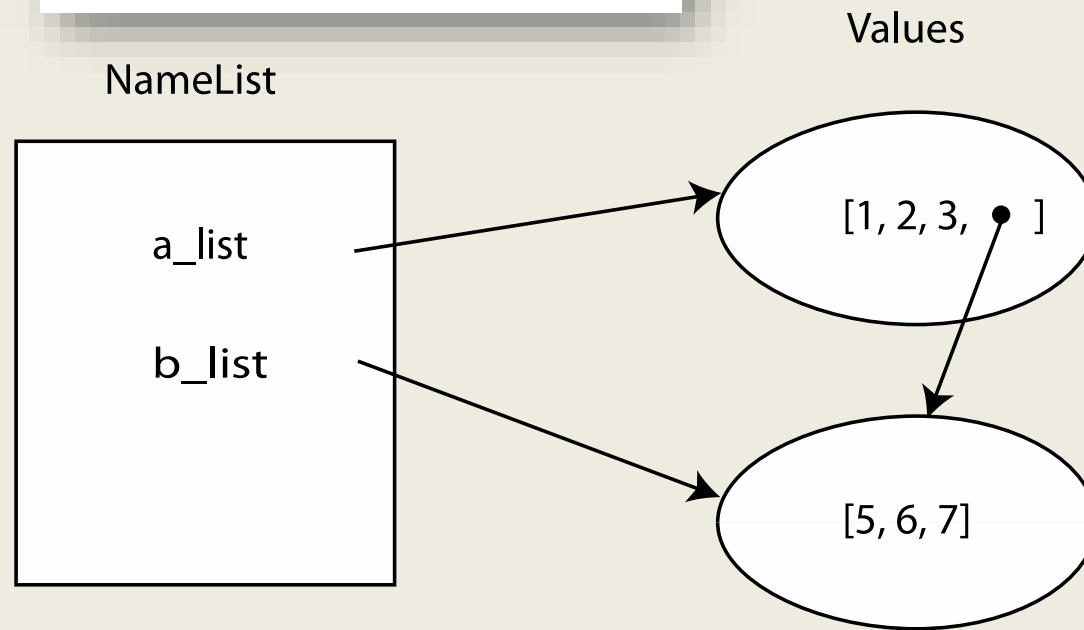 Values
NameList
a_list
[1, 2, 3, ]
b_list
[5, 6, 7]